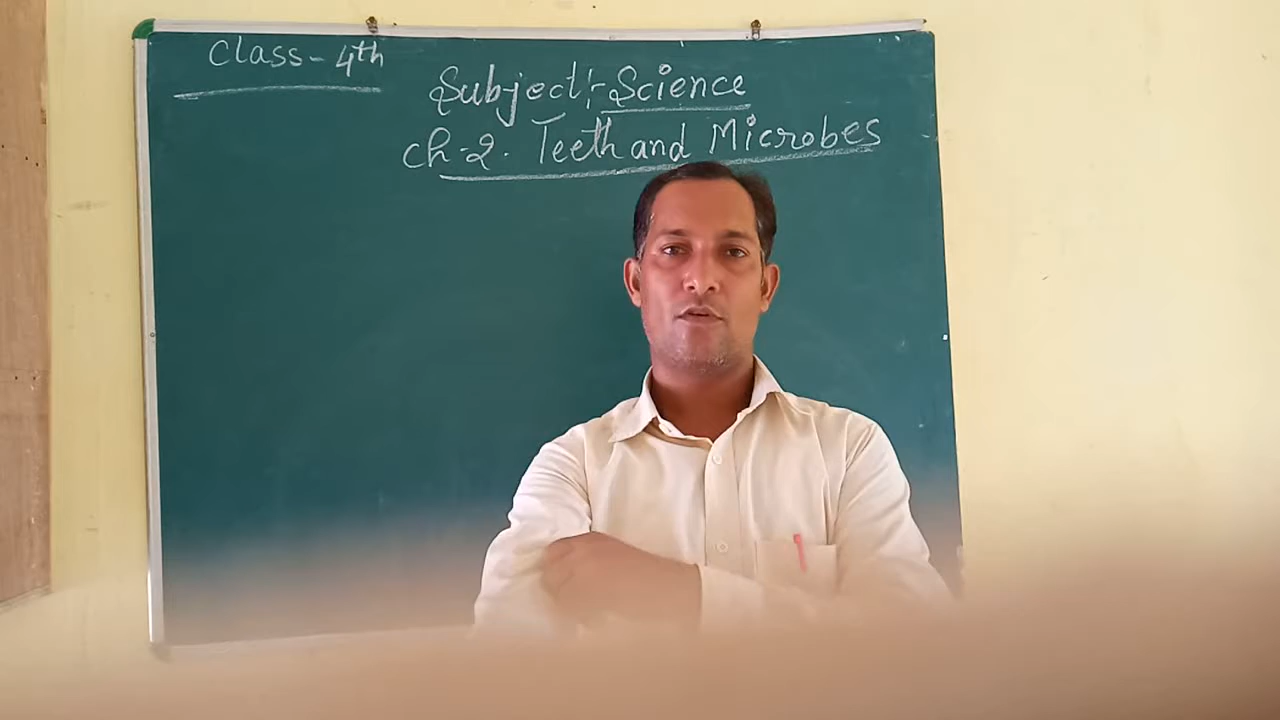 Class - 4th
Subject :- Science
Ch-2. Teeth and Microbes